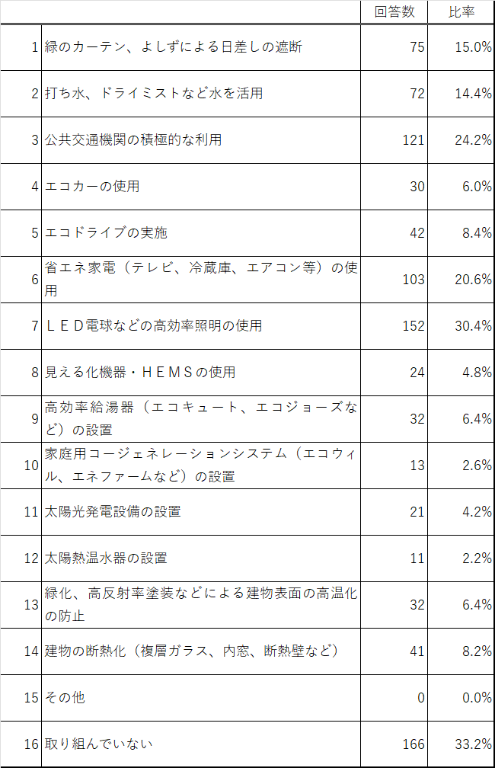 回答数 比率
1 緑のカーテン、よしずによる日差しの遮断 75 15.0%
2 打ち水、ドライミストなど水を活用 72 14.4%
3 公共交通機関の積極的な利用 121 24.2%
4 エコカーの使用 30 6.0%
5 エコドライブの実施 42 8.4%
6 省エネ家電（テレビ、冷蔵庫、エアコン等）の使
用 103 20.6%
7 ＬＥＤ電球などの高効率照明の使用 152 30.4%
8 見える化機器・ＨＥＭＳの使用 24 4.8%
9 高効率給湯器（エコキュート、エコジョーズな
ど）の設置 32 6.4%
10 家庭用コージェネレーションシステム（エコウィ
ル、エネファームなど）の設置 13 2.6%
11 太陽光発電設備の設置 21 4.2%
12 太陽熱温水器の設置 11 2.2%
13 緑化、高反射率塗装などによる建物表面の高温化
の防止 32 6.4%
14 建物の断熱化（複層ガラス、内窓、断熱壁など） 41 8.2%
15 その他 0 0.0%
16 取り組んでいない 166 33.2%